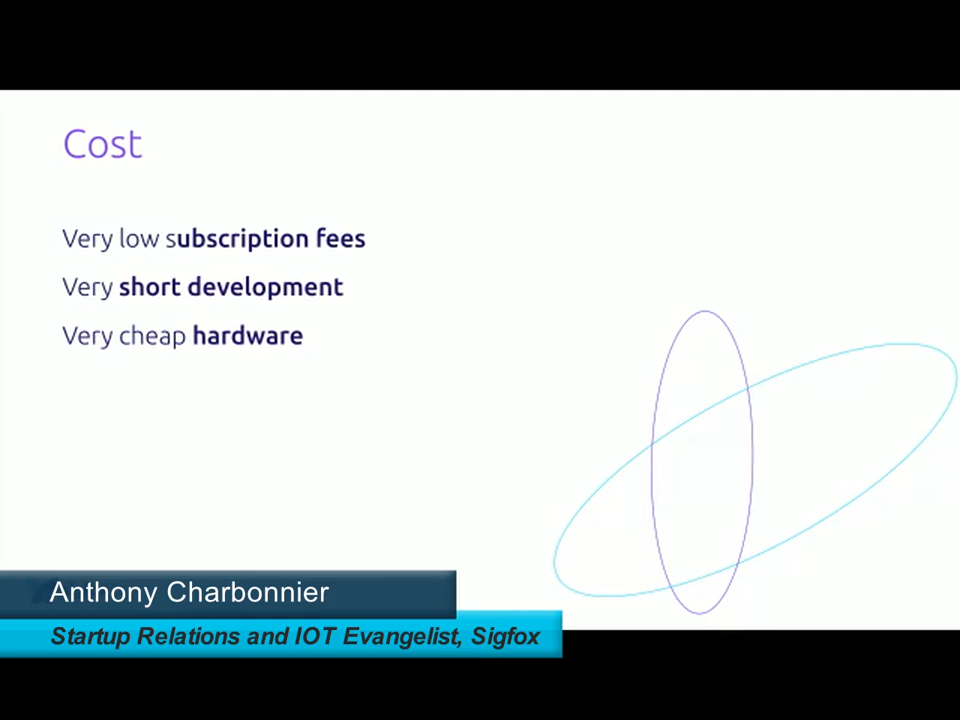 Cost
Very low subscription fees
Very short development
Very cheap hardware
Anthony Charbonnier
Startup Relations and IOT Evangelist, Sigfox